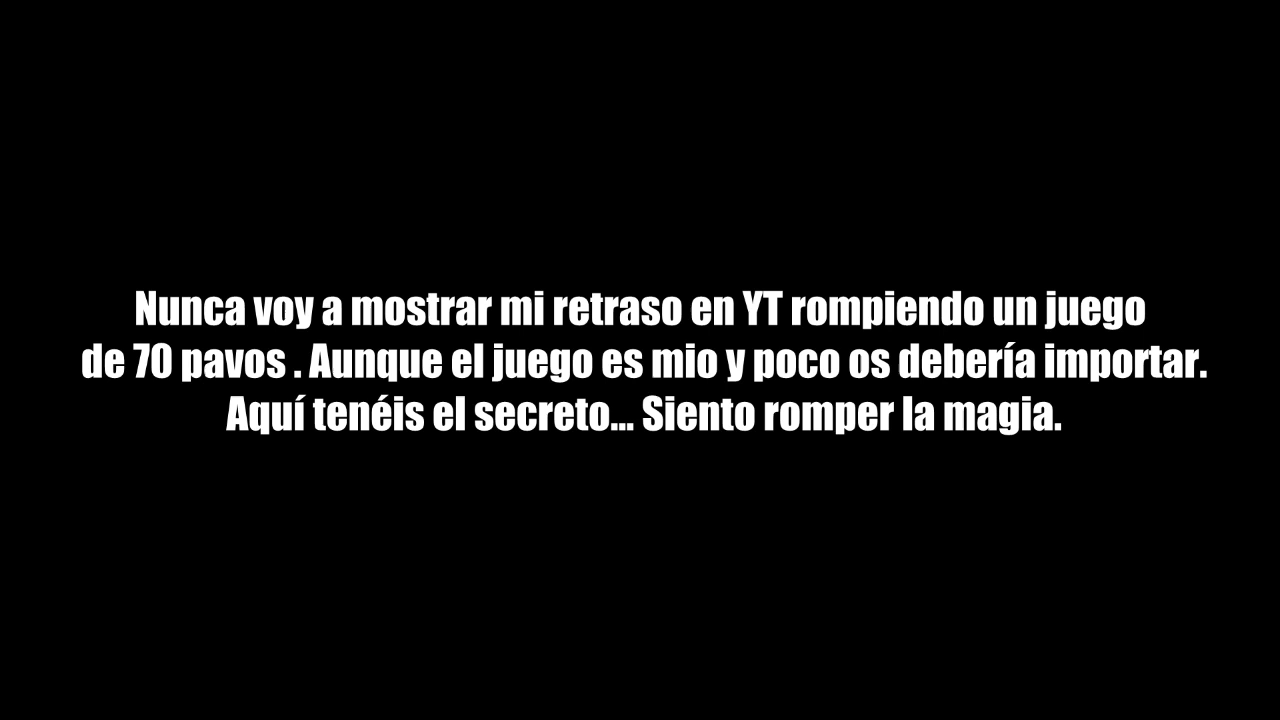 Nunca voy a mostrar mi retraso en YT rompiendo un juego
de 70 pavos . Aunque el juego es mio y poco os debería importar.
Aquí tenéis el secreto... Siento romper la magia.